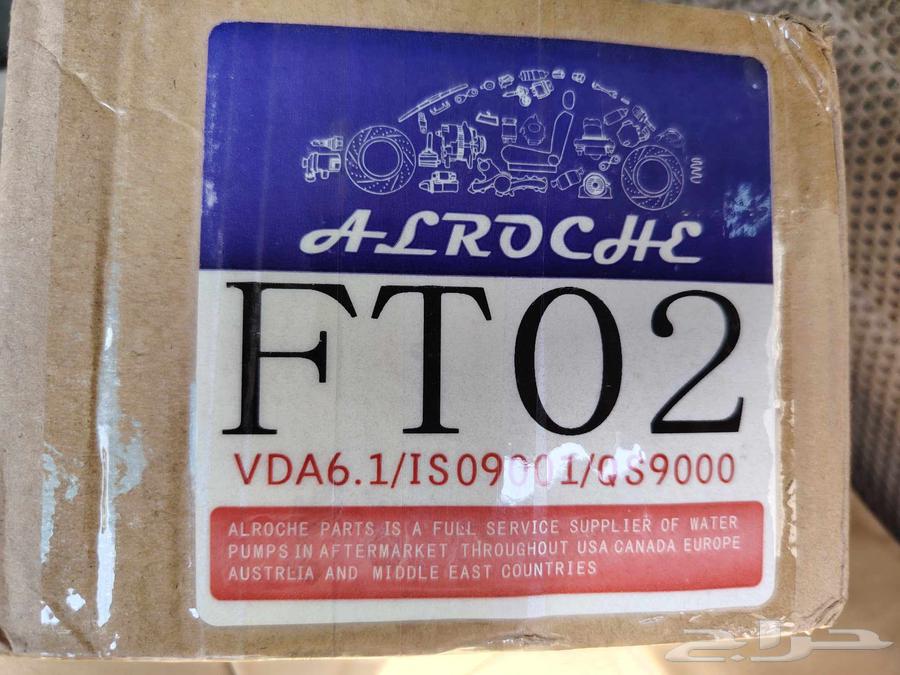 ALROCHE
FT02
VDA6.1/ISO9001/QS9000
ALROCHE PARTS IS A FULL SERVICE SUPPLIER OF WATER
PUMPS IN AFTERMARKET THROUGHOUT USA CANADA EUROPE
AUSTRLIA AND MIDDLE EAST COUNTRIES
حراج